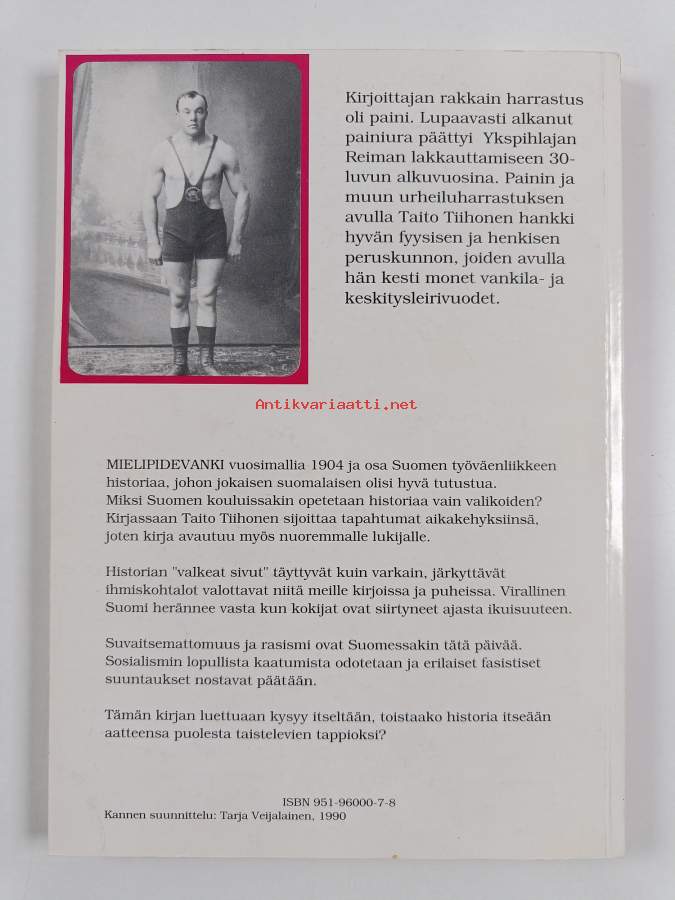 Kirjoittajan rakkain harrastus
oli paini. Lupaavasti alkanut
painiura päättyi Ykspihlajan
Reiman lakkauttamiseen 30-
luvun alkuvuosina. Painin ja
muun urheiluharrastuksen
avulla Taito Tiihonen hankki
hyvän fyysisen ja henkisen
peruskunnon, joiden avulla
hän kesti monet vankila- ja
keskitysleirivuodet.
Antikvariaatti.net
MIELIPIDEVANKI vuosimallia 1904 ja osa Suomen työväenliikkeen
historiaa, johon jokaisen suomalaisen olisi hyvä tutustua.
Miksi Suomen kouluissakin opetetaan historiaa vain valikoiden?
Kirjassaan Taito Tiihonen sijoittaa tapahtumat aikakehyksiinsä,
joten kirja avautuu myös nuoremmalle lukijalle.
Historian "valkeat sivut" täyttyvät kuin varkain, järkyttävät
ihmiskohtalot valottavat niitä meille kirjoissa ja puheissa. Virallinen
Suomi herännee vasta kun kokijat ovat siirtyneet ajasta ikuisuuteen.
Suvaitsemattomuus ja rasismi ovat Suomessakin tätä päivää.
Sosialismin lopullista kaatumista odotetaan ja erilaiset fasistiset
suuntaukset nostavat päätään.
Tämän kirjan luettuaan kysyy itseltään, toistaako historia itseään
aatteensa puolesta taistelevien tappioksi?
ISBN 951-96000-7-8
Kannen suunnittelu: Tarja Veijalainen, 1990